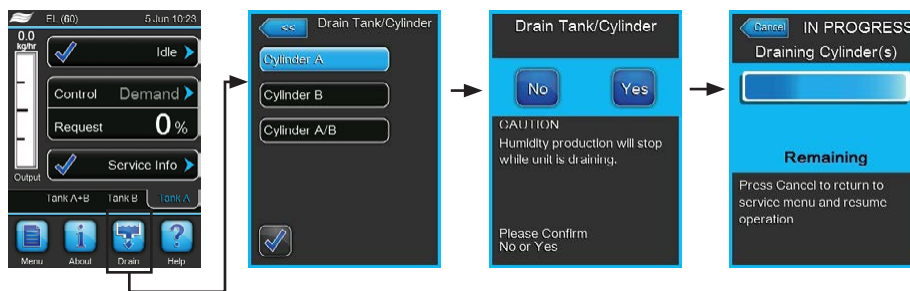 EL (60) 5 Jun 10:23
0.0
kg/hr
Idle
Control Demand
Request 0 %
Service Info
Output
Tank A+B Tank B Tank A
Menu About Drain Help
<< Drain Tank/Cylinder
Cylinder A
Cylinder B
Cylinder A/B
Drain Tank/Cylinder
No Yes
CAUTION
Humidity production will stop
while unit is draining.
Please Confirm
No or Yes
Cancel IN PROGRESS
Draining Cylinder(s)
Remaining
Press Cancel to return to
service menu and resume
operation